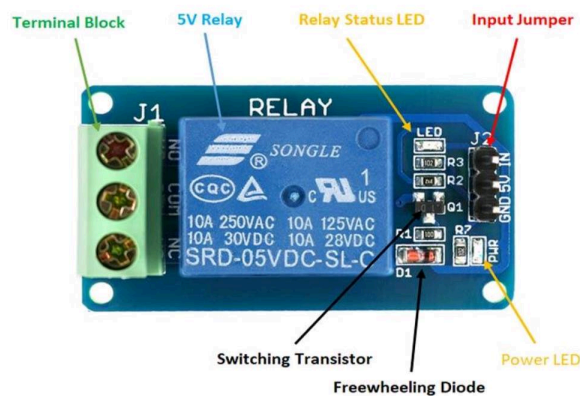 Terminal Block
5V Relay
Relay Status LED
Input Jumper
J1
RELAY
LED
NO
COM
NC
SONGLE
®
CQC
C US
1
10A 250VAC 10A 125VAC
10A 30VDC 10A 28VDC
SRD-05VDC-SL-C
R3
R2
Q1
R1
D1
R7
IN
5V
GND
PWR
Switching Transistor
Freewheeling Diode
Power LED